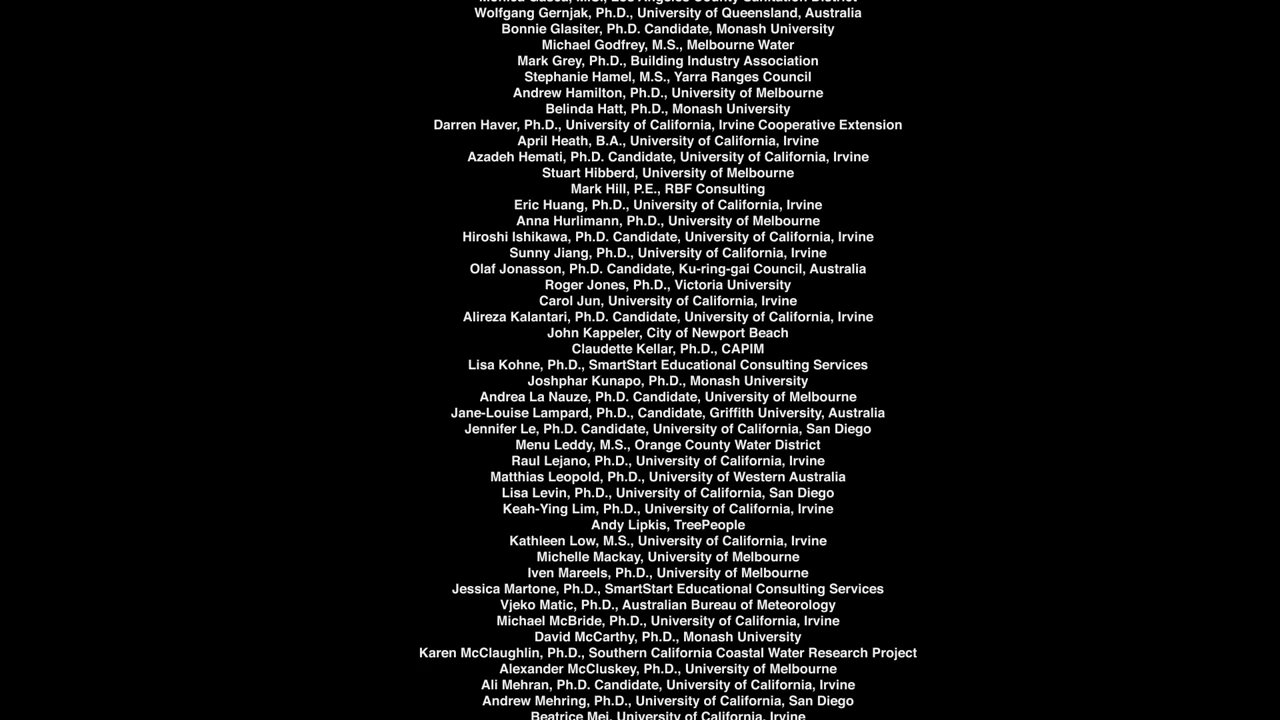 Monica Gasca, M.S., Los Angeles County Sanitation District
Wolfgang Gernjak, Ph.D., University of Queensland, Australia
Bonnie Glasiter, Ph.D. Candidate, Monash University
Michael Godfrey, M.S., Melbourne Water
Mark Grey, Ph.D., Building Industry Association
Stephanie Hamel, M.S., Yarra Ranges Council
Andrew Hamilton, Ph.D., University of Melbourne
Belinda Hatt, Ph.D., Monash University
Darren Haver, Ph.D., University of California, Irvine Cooperative Extension
April Heath, B.A., University of California, Irvine
Azadeh Hemati, Ph.D. Candidate, University of California, Irvine
Stuart Hibberd, University of Melbourne
Mark Hill, P.E., RBF Consulting
Eric Huang, Ph.D., University of California, Irvine
Anna Hurlimann, Ph.D., University of Melbourne
Hiroshi Ishikawa, Ph.D. Candidate, University of California, Irvine
Sunny Jiang, Ph.D., University of California, Irvine
Olaf Jonasson, Ph.D. Candidate, Ku-ring-gai Council, Australia
Roger Jones, Ph.D., Victoria University
Carol Jun, University of California, Irvine
Alireza Kalantari, Ph.D. Candidate, University of California, Irvine
John Kappeler, City of Newport Beach
Claudette Kellar, Ph.D., CAPIM
Lisa Kohne, Ph.D., SmartStart Educational Consulting Services
Joshphar Kunapo, Ph.D., Monash University
Andrea La Nauze, Ph.D. Candidate, University of Melbourne
Jane-Louise Lampard, Ph.D., Candidate, Griffith University, Australia
Jennifer Le, Ph.D. Candidate, University of California, San Diego
Menu Leddy, M.S., Orange County Water District
Raul Lejano, Ph.D., University of California, Irvine
Matthias Leopold, Ph.D., University of Western Australia
Lisa Levin, Ph.D., University of California, San Diego
Keah-Ying Lim, Ph.D., University of California, Irvine
Andy Lipkis, TreePeople
Kathleen Low, M.S., University of California, Irvine
Michelle Mackay, University of Melbourne
Iven Mareels, Ph.D., University of Melbourne
Jessica Martone, Ph.D., SmartStart Educational Consulting Services
Vjeko Matic, Ph.D., Australian Bureau of Meteorology
Michael McBride, Ph.D., University of California, Irvine
David McCarthy, Ph.D., Monash University
Karen McClaughlin, Ph.D., Southern California Coastal Water Research Project
Alexander McCluskey, Ph.D., University of Melbourne
Ali Mehran, Ph.D. Candidate, University of California, Irvine
Andrew Mehring, Ph.D., University of California, San Diego
Beatrice Mei, University of California, Irvine